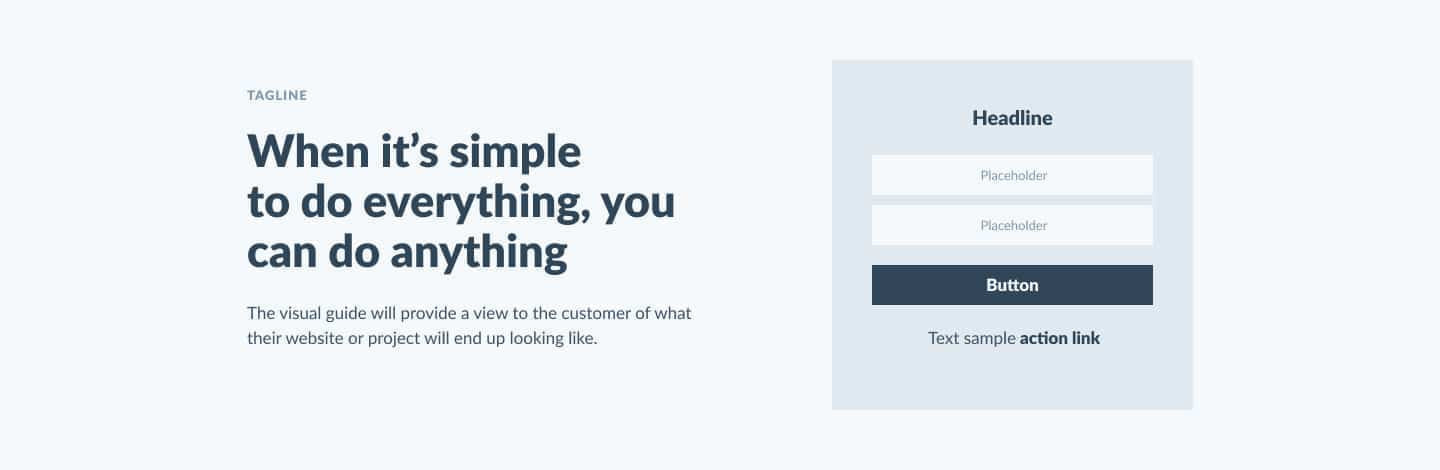 TAGLINE
When it’s simple
to do everything, you
can do anything
The visual guide will provide a view to the customer of what
their website or project will end up looking like.
Headline
Placeholder
Placeholder
Button
Text sample action link